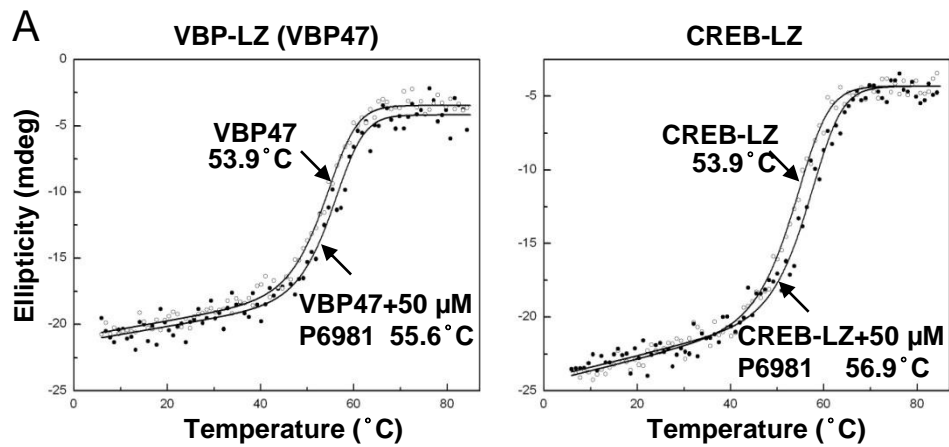 A
VBP-LZ (VBP47)
CREB-LZ
Ellipticity (mdeg)
0
-5
-10
-15
-20
-25
0
20
40
60
80
Temperature (˚C)
VBP47
53.9˚C
VBP47+50 µM
P6981 55.6˚C
-5
-10
-15
-20
-25
0
20
40
60
80
Temperature (˚C)
CREB-LZ
53.9˚C
CREB-LZ+50 µM
P6981 56.9˚C